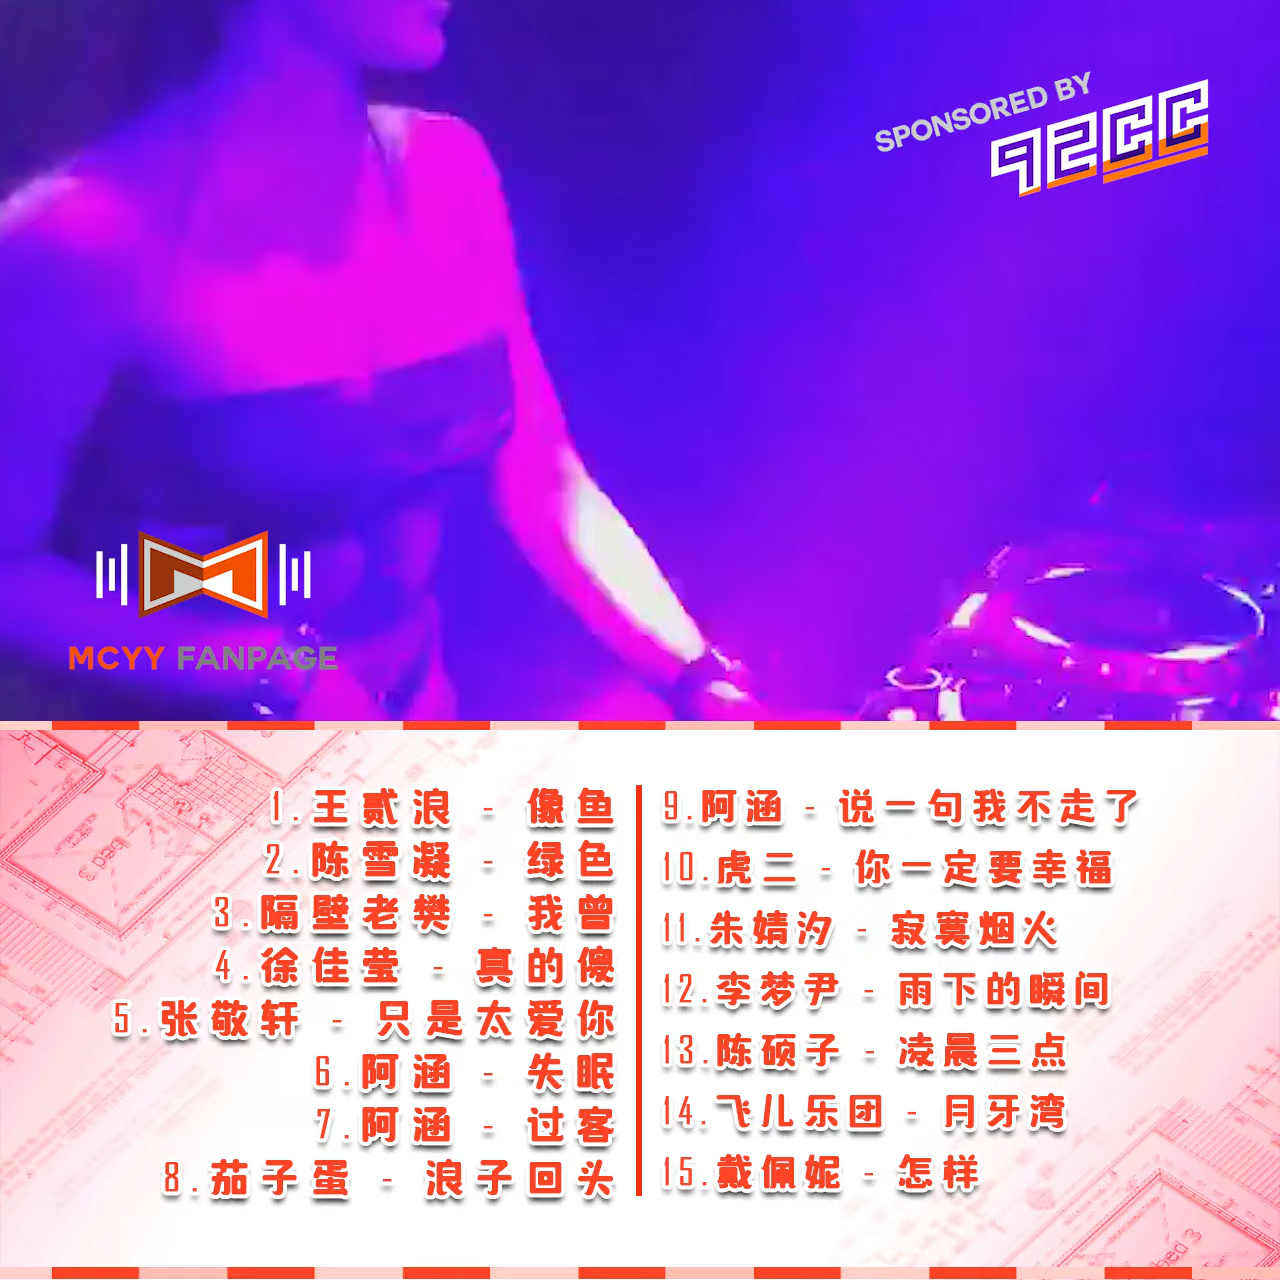 SPONSORED BY
92CC
MCYY FANPAGE
1.王贰浪 - 像鱼
2.陈雪凝 - 绿色
3.隔壁老樊 - 我曾
4.徐佳莹 - 真的傻
5.张敬轩 - 只是太爱你
6.阿涵 - 失眠
7.阿涵 - 过客
8.茄子蛋 - 浪子回头
9.阿涵 - 说一句我不走了
10.虎二 - 你一定要幸福
11.朱婧汐 - 寂寞烟火
12.李梦尹 - 雨下的瞬间
13.陈硕子 - 凌晨三点
14.飞儿乐团 - 月牙湾
15.戴佩妮 - 怎样